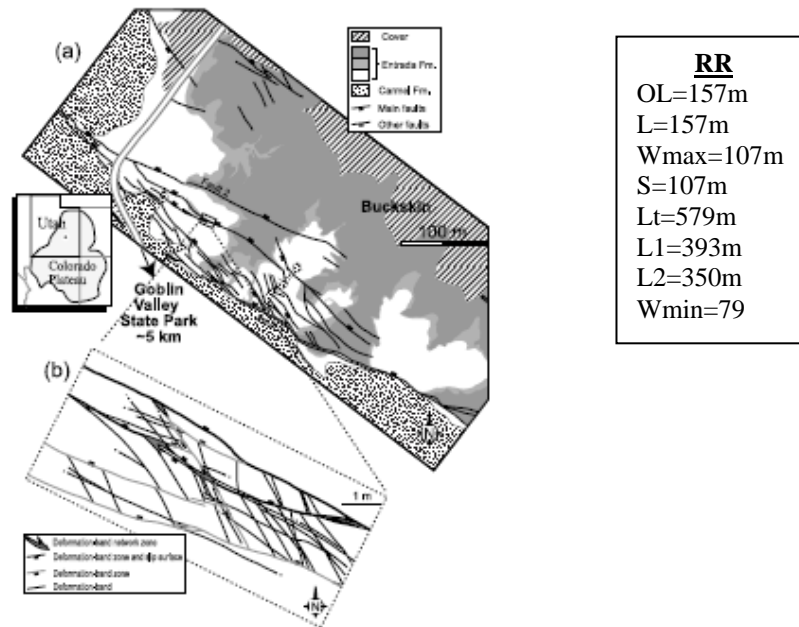 (a)
Cover
Entrada Fm.
Carmel Fm.
Main faults
Other faults
Buckskin
100 m
Utah
Colorado
Plateau
Goblin
Valley
State Park
~5 km
N
(b)
1 m
Deformation-band network zone
Deformation-band zone and slip surface
Deformation-band zone
Deformation-band
N
RR
OL=157m
L=157m
Wmax=107m
S=107m
Lt=579m
L1=393m
L2=350m
Wmin=79